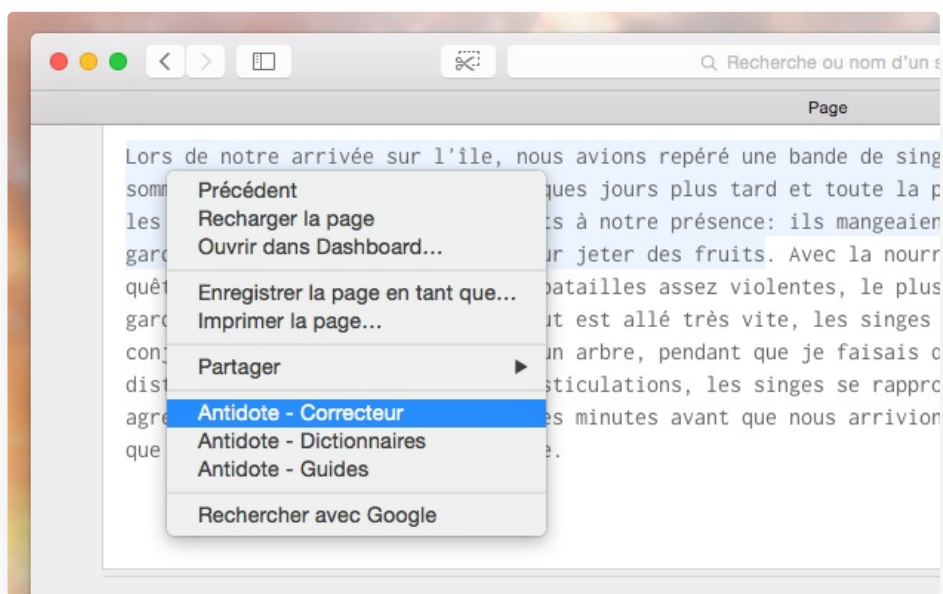 Recherche ou nom d'un s
Page
Lors de notre arrivée sur l'île, nous avions repéré une bande de sing
somm ques jours plus tard et toute la p
les ts à notre présence: ils mangeaien
garç ur jeter des fruits. Avec la nourr
quêt batailles assez violentes, le plus
garç ut est allé très vite, les singes
conj un arbre, pendant que je faisais d
dist sticulations, les singes se rappro
agre es minutes avant que nous arrivion
que e.
Précédent
Recharger la page
Ouvrir dans Dashboard...
Enregistrer la page en tant que...
Imprimer la page...
Partager
Antidote - Correcteur
Antidote - Dictionnaires
Antidote - Guides
Rechercher avec Google